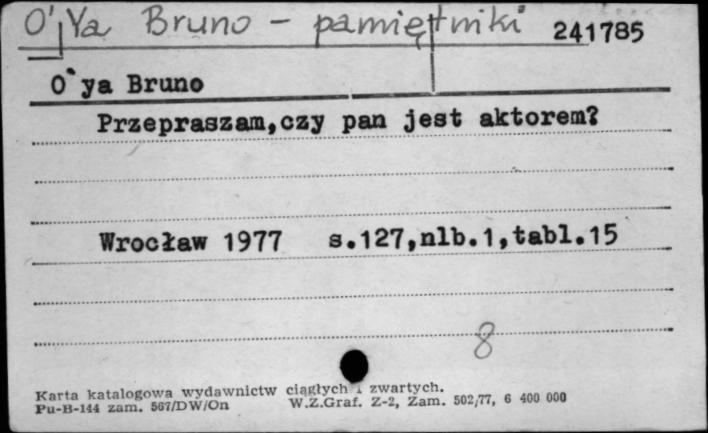 O'Ya Bruno - pamiętniki 241785
O'ya Bruno
Przepraszam,czy pan jest aktorem?
Wrocław 1977 s.127,nlb.1,tabl.15
8
Karta katalogowa wydawnictw ciągłych i zwartych.
Pu-B-144 zam. 567/DW/On W.Z.Graf. Z-2, Zam. 502/77, 6 400 000